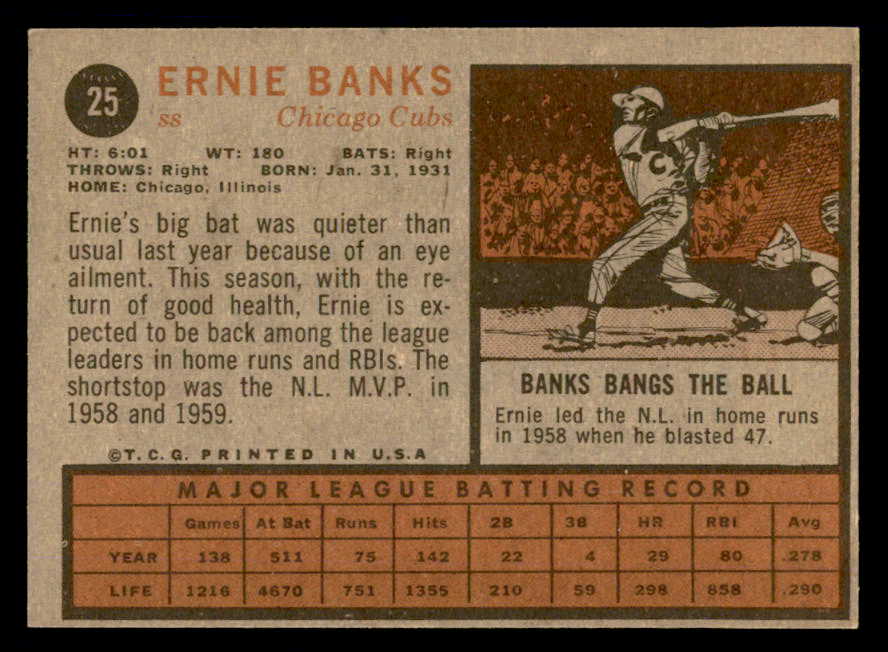 25
ERNIE BANKS
ss Chicago Cubs
HT: 6:01 WT: 180 BATS: Right
THROWS: Right BORN: Jan. 31, 1931
HOME: Chicago, Illinois
Ernie's big bat was quieter than
usual last year because of an eye
ailment. This season, with the re-
turn of good health, Ernie is ex-
pected to be back among the league
leaders in home runs and RBIs. The
shortstop was the N.L. M.V.P. in
1958 and 1959.
©T.C.G. PRINTED IN U.S.A
C
BANKS BANGS THE BALL
Ernie led the N.L. in home runs
in 1958 when he blasted 47.
MAJOR LEAGUE BATTING RECORD
Games At Bat Runs Hits 2B 3B HR RBI Avg
YEAR 138 511 75 142 22 4 29 80 .278
LIFE 1216 4670 751 1355 210 59 298 858 .290